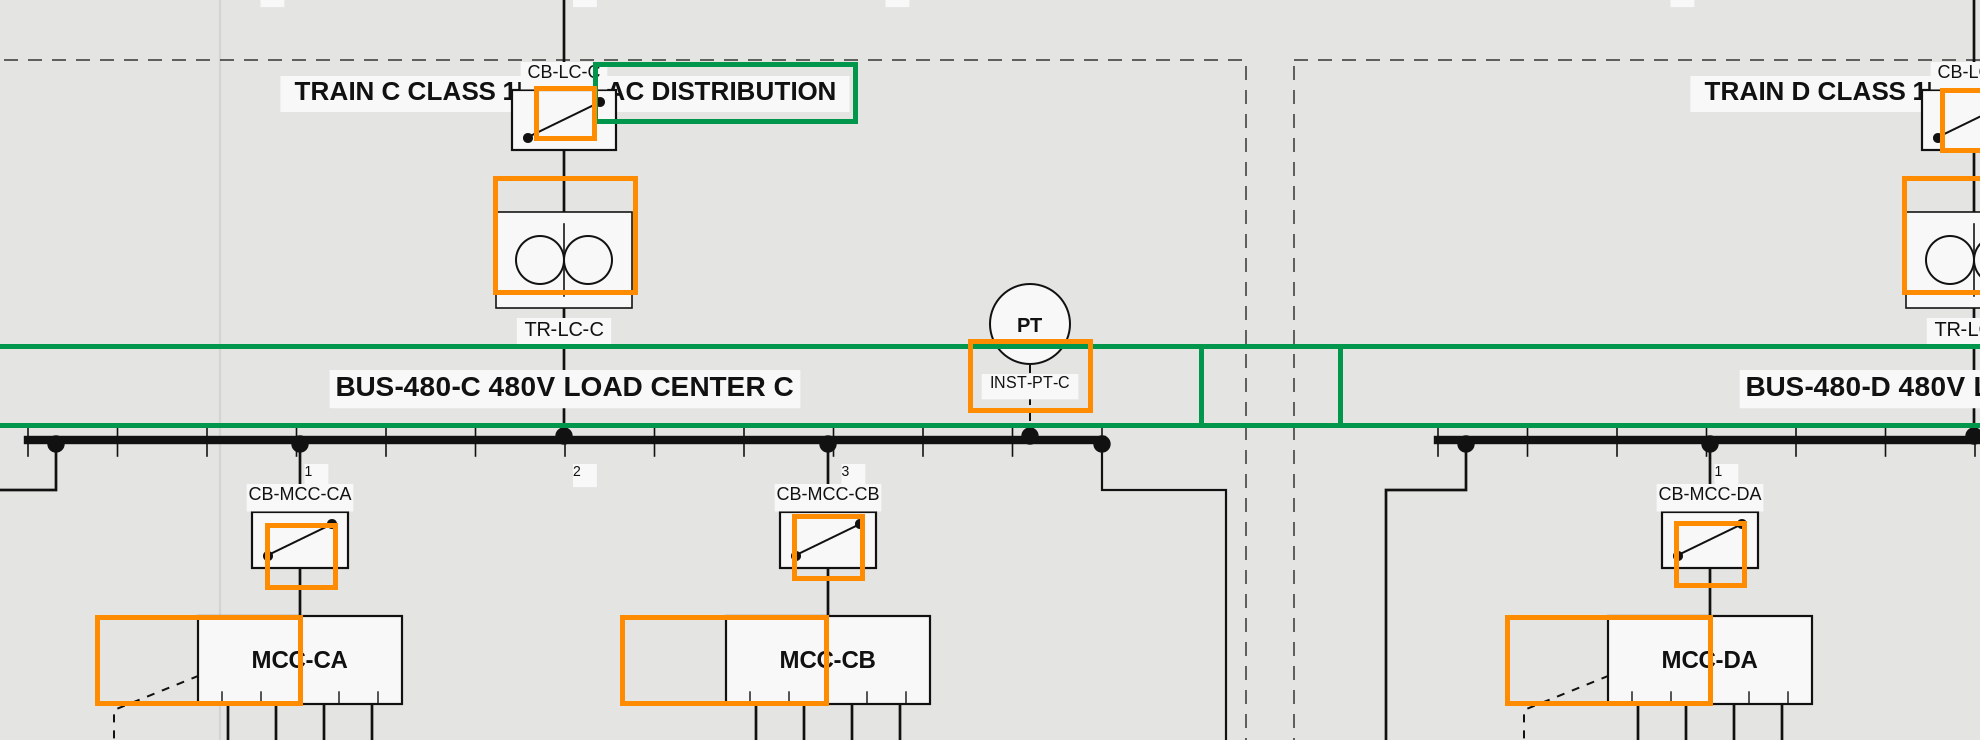 CB-LC-C
TRAIN C CLASS 1
AC DISTRIBUTION
TRAIN D CLASS 1
TR-LC-C
PT
INST-PT-C
BUS-480-C 480V LOAD CENTER C
BUS-480-D 480V
1
2
3
1
CB-MCC-CA
CB-MCC-CB
CB-MCC-DA
MCC-CA
MCC-CB
MCC-DA